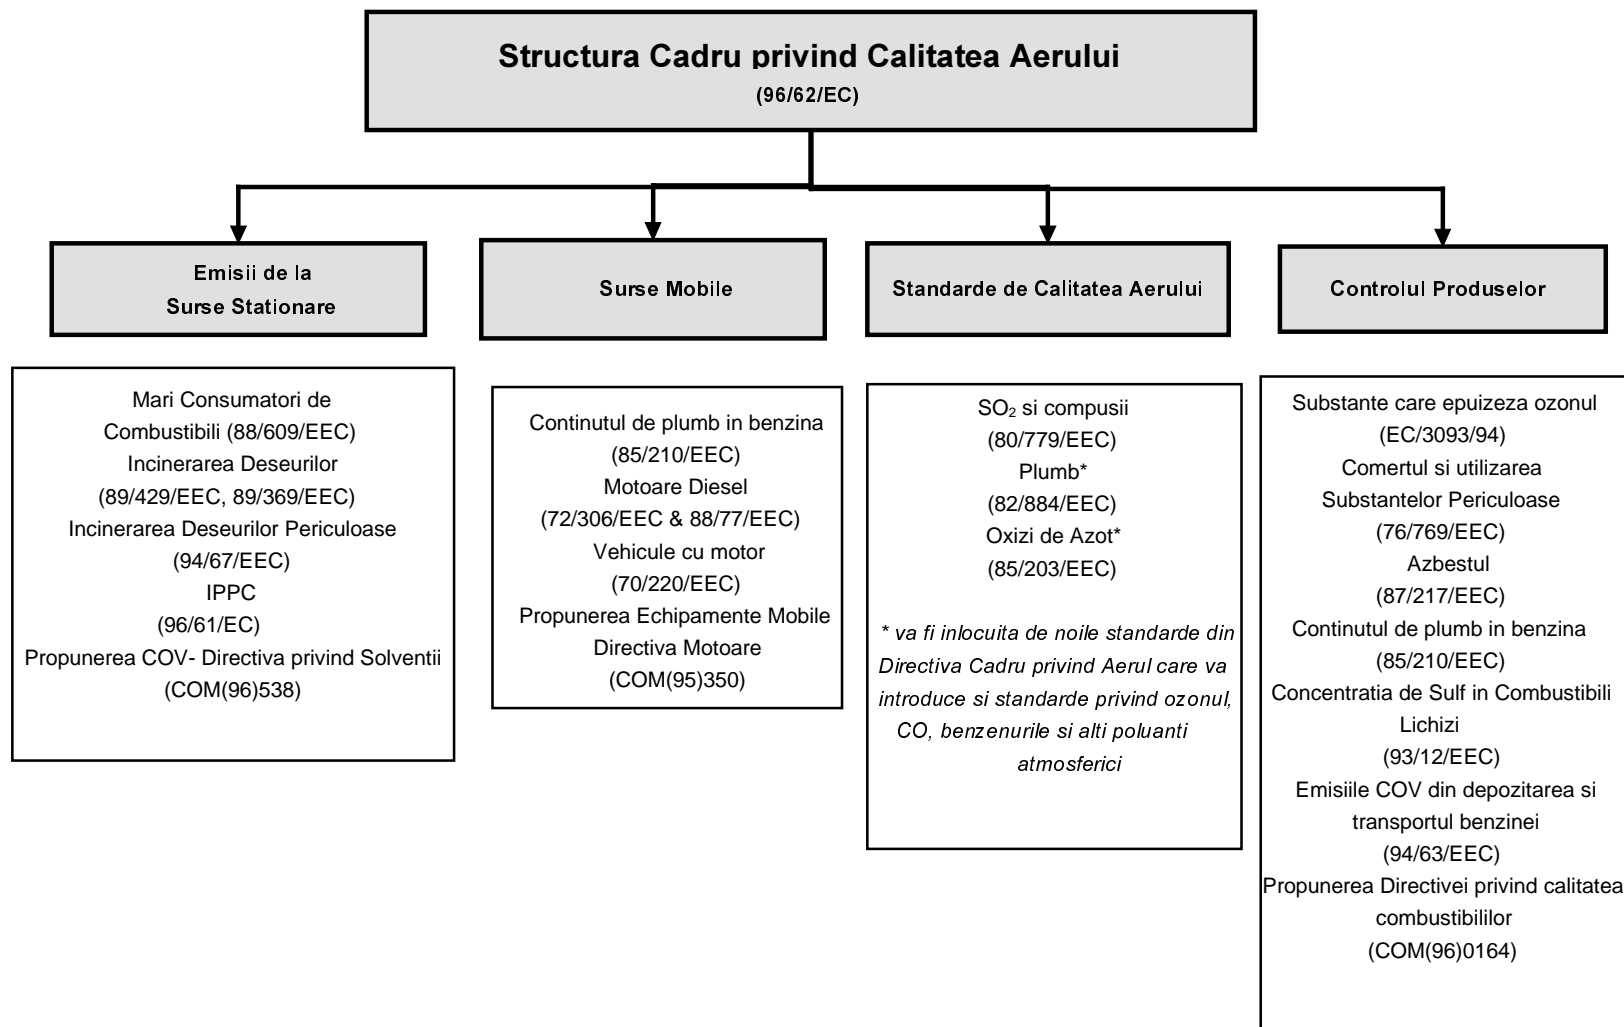 Structura Cadru privind Calitatea Aerului
(96/62/EC)
Emisii de la
Surse Stationare
Mari Consumatori de
Combustibili (88/609/EEC)
Incinerarea Deseurilor
(89/429/EEC, 89/369/EEC)
Incinerarea Deseurilor Periculoase
(94/67/EEC)
IPPC
(96/61/EC)
Propunerea COV- Directiva privind Solventii
(COM(96)538)
Surse Mobile
Continutul de plumb in benzina
(85/210/EEC)
Motoare Diesel
(72/306/EEC & 88/77/EEC)
Vehicule cu motor
(70/220/EEC)
Propunerea Echipamente Mobile
Directiva Motoare
(COM(95)350)
Standarde de Calitatea Aerului
SO₂ si compusii
(80/779/EEC)
Plumb*
(82/884/EEC)
Oxizi de Azot*
(85/203/EEC)
* va fi inlocuita de noile standarde din
Directiva Cadru privind Aerul care va
introduce si standarde privind ozonul,
CO, benzenurile si alti poluanti
atmosferici
Controlul Produselor
Substante care epuizeza ozonul
(EC/3093/94)
Comertul si utilizarea
Substantelor Periculoase
(76/769/EEC)
Azbestul
(87/217/EEC)
Continutul de plumb in benzina
(85/210/EEC)
Concentratia de Sulf in Combustibili
Lichizi
(93/12/EEC)
Emisiile COV din depozitarea si
transportul benzinei
(94/63/EEC)
Propunerea Directivei privind calitatea
combustibililor
(COM(96)0164)